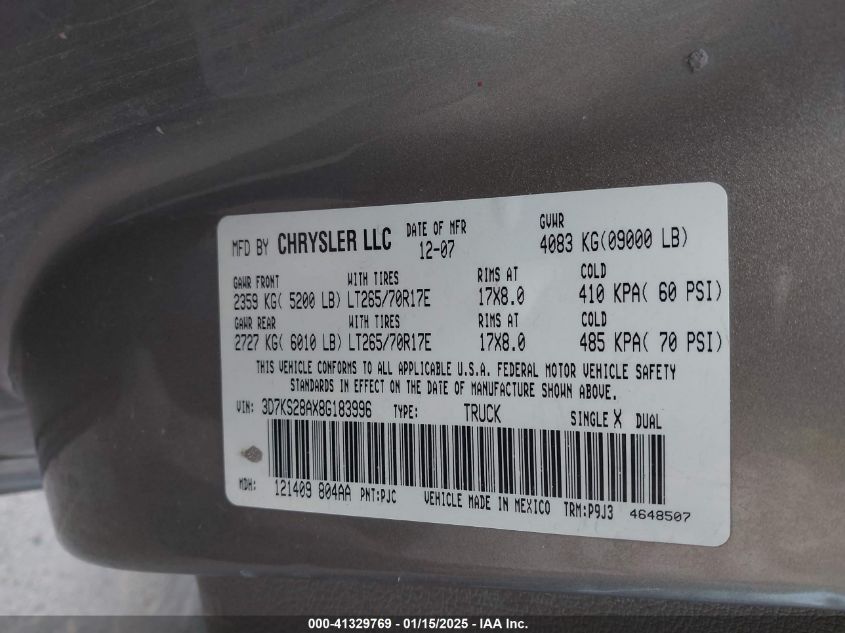 MFD BY CHRYSLER LLC DATE OF MFR 12-07 GVWR 4083 KG(09000 LB)
GAWR FRONT WITH TIRES RIMS AT COLD
2359 KG( 5200 LB) LT265/70R17E 17X8.0 410 KPA( 60 PSI)
GAWR REAR WITH TIRES RIMS AT COLD
2727 KG( 6010 LB) LT265/70R17E 17X8.0 485 KPA( 70 PSI)
THIS VEHICLE CONFORMS TO ALL APPLICABLE U.S.A. FEDERAL MOTOR VEHICLE SAFETY
STANDARDS IN EFFECT ON THE DATE OF MANUFACTURE SHOWN ABOVE.
VIN: 3D7KS28AX8G183996 TYPE: TRUCK SINGLE X DUAL
MDH: 121409 804AA PNT:PJC VEHICLE MADE IN MEXICO TRM:P9J3 4648507
000-41329769 - 01/15/2025 - IAA Inc.